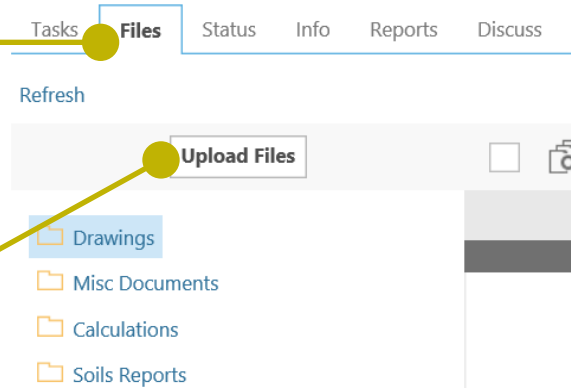 Tasks Files Status Info Reports Discuss
Refresh
Upload Files
Drawings
Misc Documents
Calculations
Soils Reports